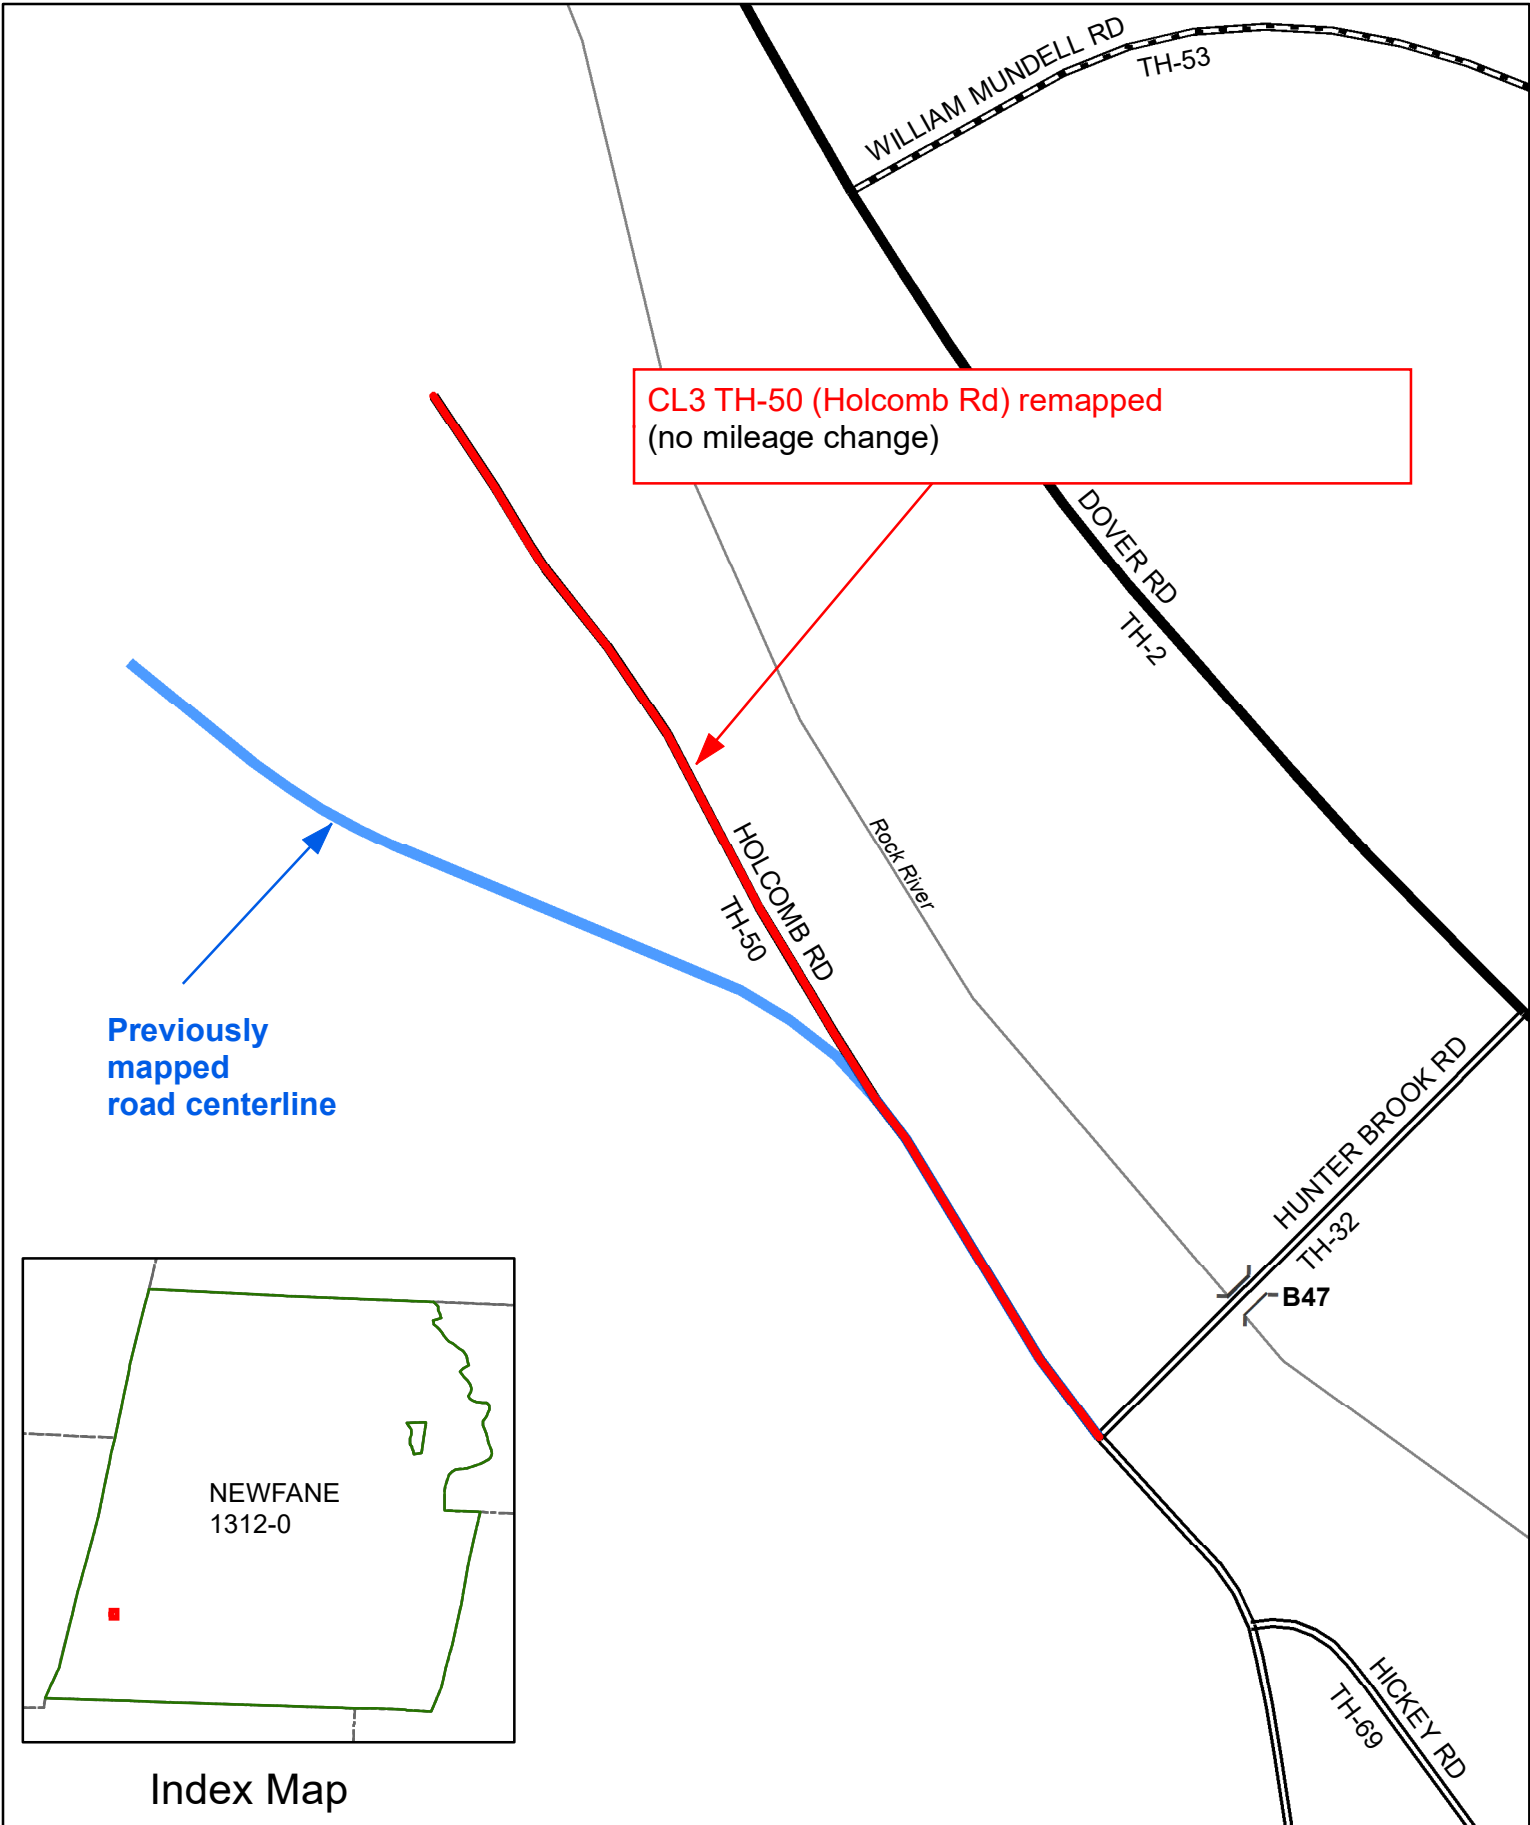 WILLIAM MUNDELL RD
TH-53
CL3 TH-50 (Holcomb Rd) remapped
(no mileage change)
DOVER RD
TH-2
Rock River
HOLCOMB RD
TH-50
Previously
mapped
road centerline
HUNTER BROOK RD
TH-32
B47
NEWFANE
1312-0
HICKEY RD
TH-69
Index Map